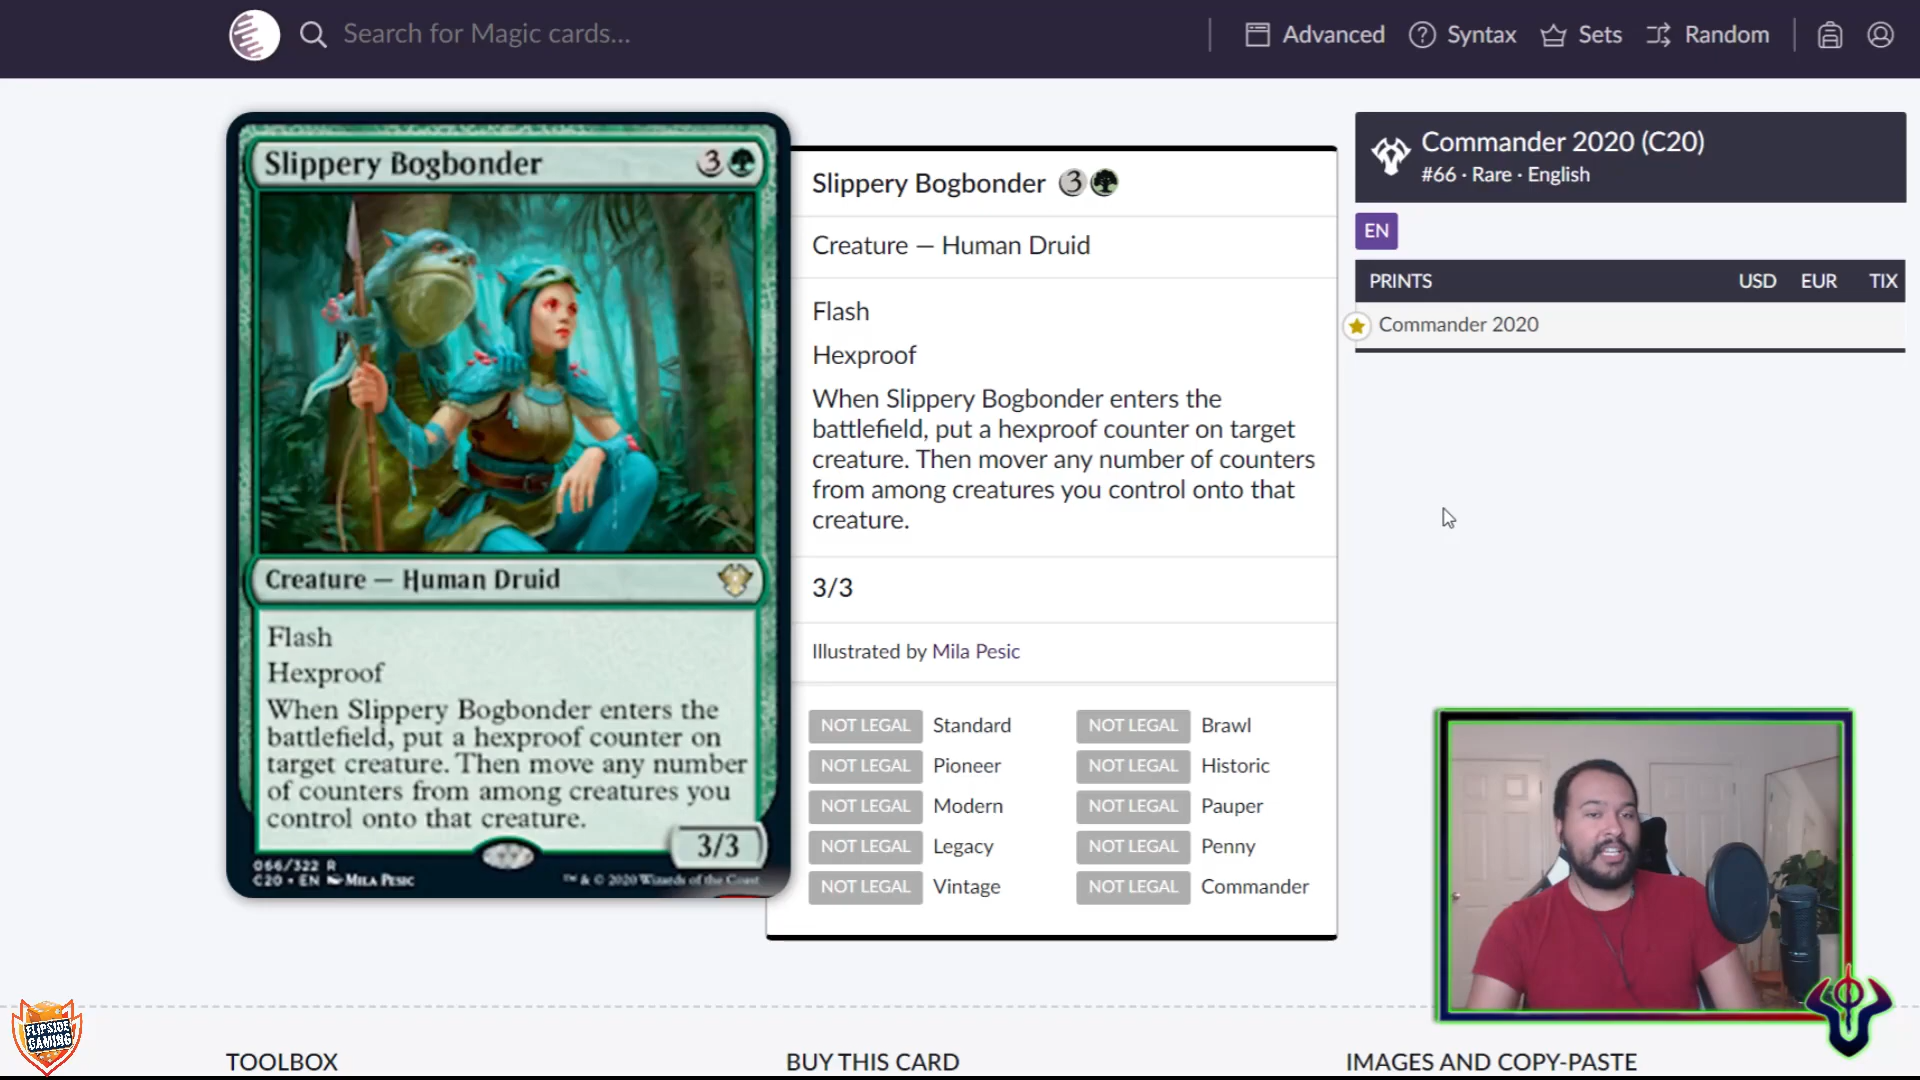 Search for Magic cards...
Advanced
Syntax
Sets
Random
Slippery Bogbonder 3
Creature — Human Druid
Flash
Hexproof
When Slippery Bogbonder enters the
battlefield, put a hexproof counter on
target creature. Then move any number
of counters from among creatures you
control onto that creature.
3/3
066/322 R
C20 • EN MILA PESIC
™ & © 2020 Wizards of the Coast
Slippery Bogbonder 3
Creature — Human Druid
Flash
Hexproof
When Slippery Bogbonder enters the
battlefield, put a hexproof counter on target
creature. Then mover any number of counters
from among creatures you control onto that
creature.
3/3
Illustrated by Mila Pesic
NOT LEGAL Standard NOT LEGAL Brawl
NOT LEGAL Pioneer NOT LEGAL Historic
NOT LEGAL Modern NOT LEGAL Pauper
NOT LEGAL Legacy NOT LEGAL Penny
NOT LEGAL Vintage NOT LEGAL Commander
Commander 2020 (C20)
#66 · Rare · English
EN
PRINTS USD EUR TIX
Commander 2020
FLIPSIDE
GAMING
TOOLBOX
BUY THIS CARD
IMAGES AND COPY-PASTE